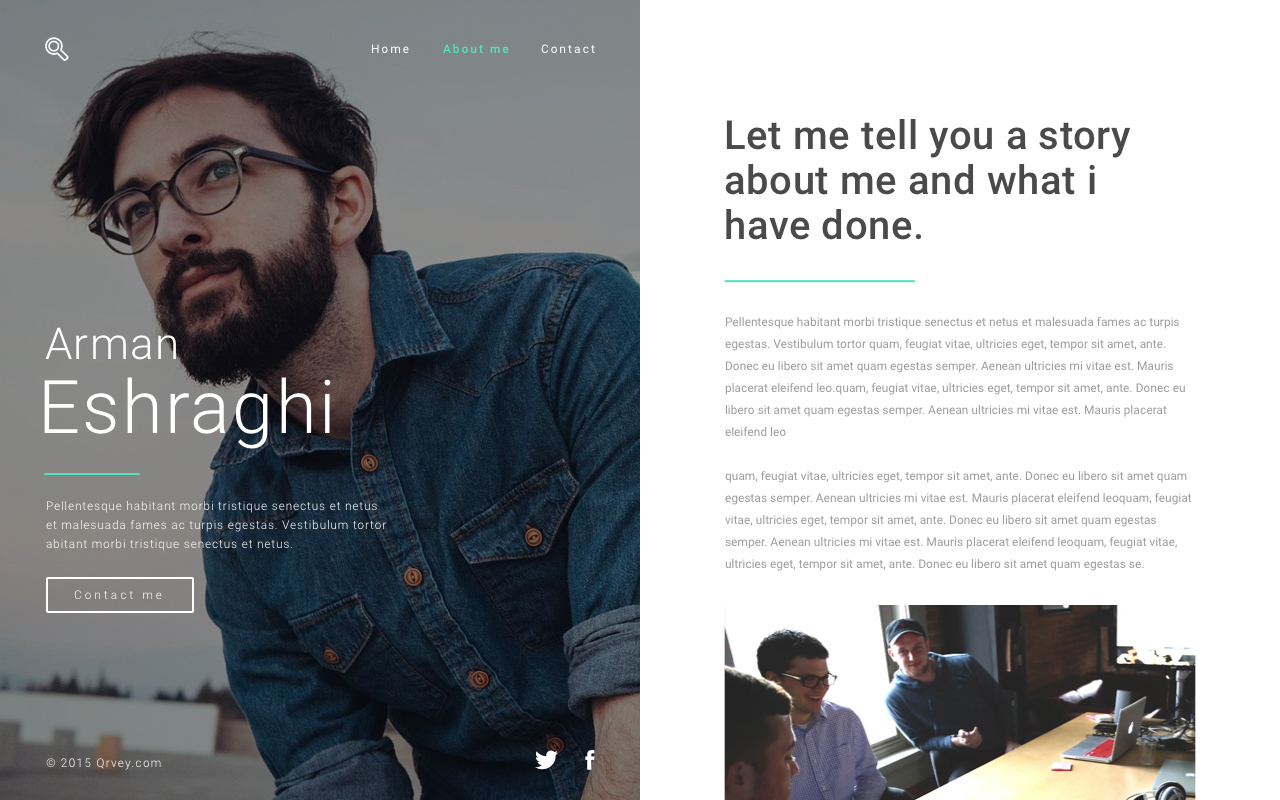 Home
About me
Contact
Arman
Eshraghi
Pellentesque habitant morbi tristique senectus et netus
et malesuada fames ac turpis egestas. Vestibulum tortor
abitant morbi tristique senectus et netus.
Contact me
© 2015 Qrvey.com
Let me tell you a story
about me and what i
have done.
Pellentesque habitant morbi tristique senectus et netus et malesuada fames ac turpis
egestas. Vestibulum tortor quam, feugiat vitae, ultricies eget, tempor sit amet, ante.
Donec eu libero sit amet quam egestas semper. Aenean ultricies mi vitae est. Mauris
placerat eleifend leo.quam, feugiat vitae, ultricies eget, tempor sit amet, ante. Donec eu
libero sit amet quam egestas semper. Aenean ultricies mi vitae est. Mauris placerat
eleifend leo
quam, feugiat vitae, ultricies eget, tempor sit amet, ante. Donec eu libero sit amet quam
egestas semper. Aenean ultricies mi vitae est. Mauris placerat eleifend leoquam, feugiat
vitae, ultricies eget, tempor sit amet, ante. Donec eu libero sit amet quam egestas
semper. Aenean ultricies mi vitae est. Mauris placerat eleifend leoquam, feugiat vitae,
ultricies eget, tempor sit amet, ante. Donec eu libero sit amet quam egestas se.